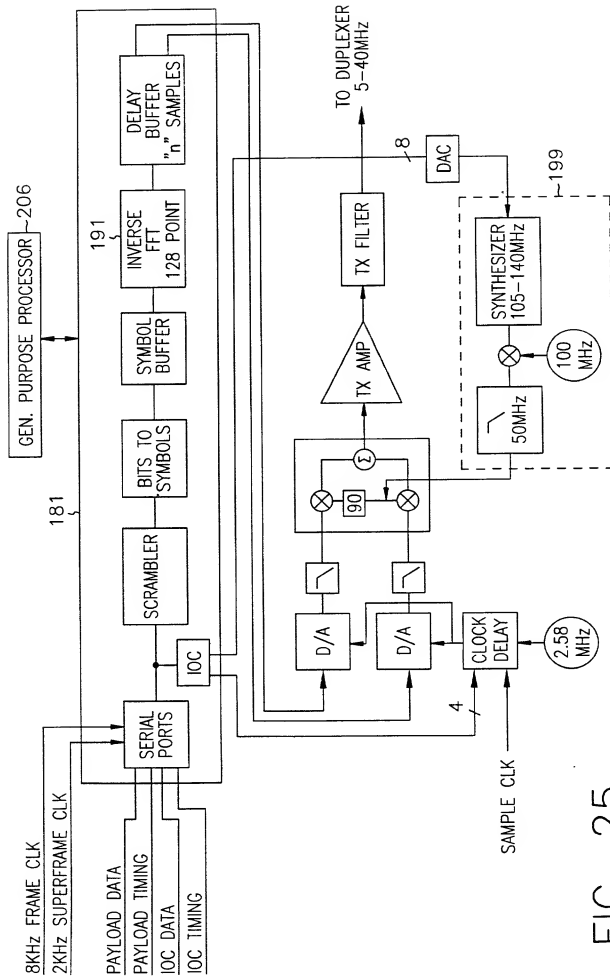 GEN. PURPOSE PROCESSOR
206
181
8KHz FRAME CLK
2KHz SUPERFRAME CLK
PAYLOAD DATA
PAYLOAD TIMING
IOC DATA
IOC TIMING
SERIAL
PORTS
IOC
SCRAMBLER
BITS TO
SYMBOLS
SYMBOL
BUFFER
191
INVERSE
FFT
128 POINT
DELAY
BUFFER
"n" SAMPLES
D/A
D/A
4
CLOCK
DELAY
SAMPLE CLK
2.58
MHz
90
Σ
TX AMP
TX FILTER
TO DUPLEXER
5-40MHz
8
DAC
199
SYNTHESIZER
105-140MHz
100
MHz
50MHz
FIG. 25